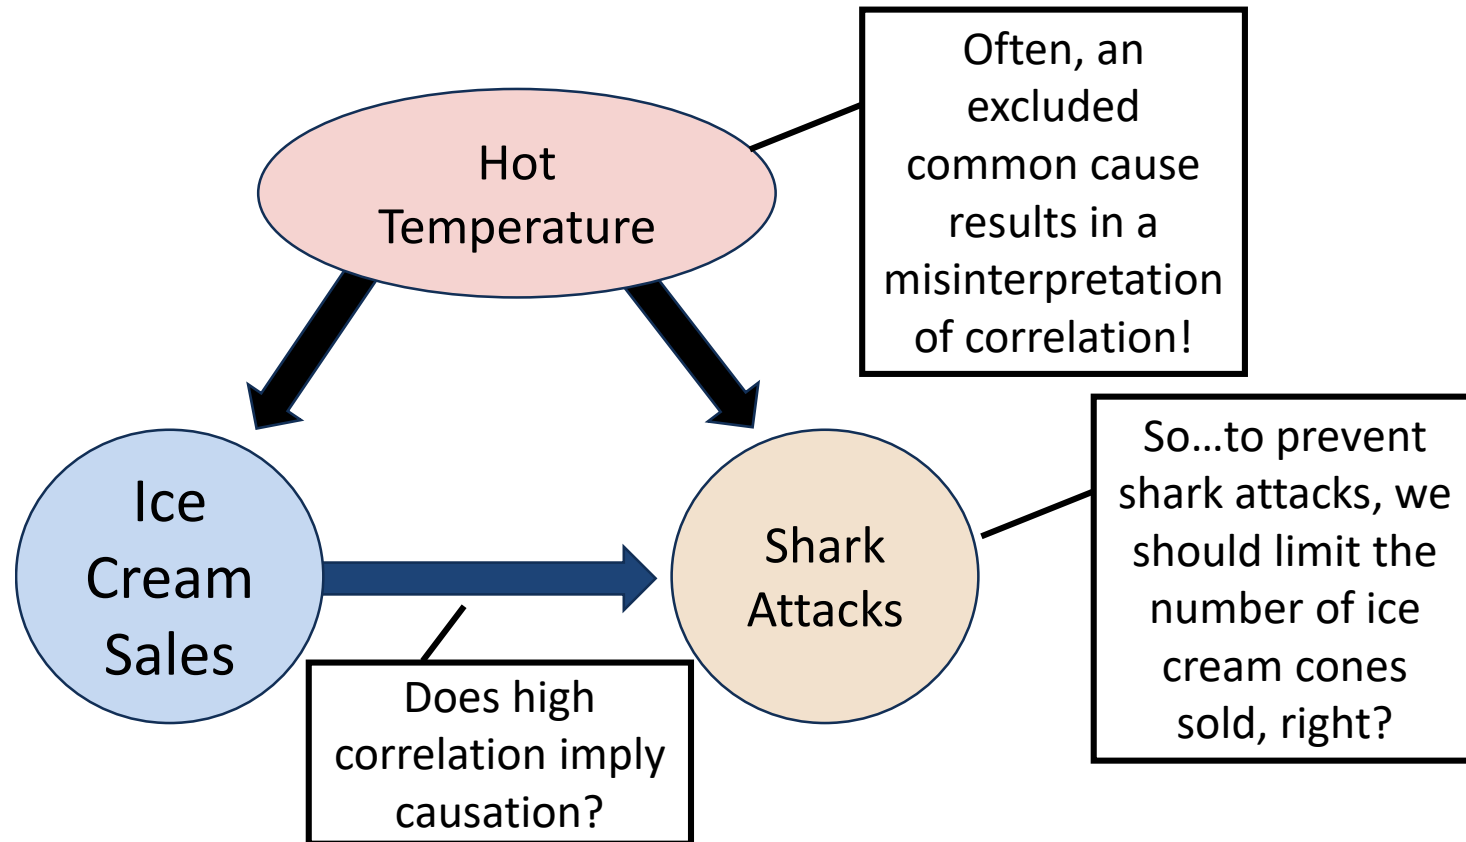 Often, an
excluded
common cause
results in a
misinterpretation
of correlation!
Hot
Temperature
Ice
Cream
Sales
Shark
Attacks
So...to prevent
shark attacks, we
should limit the
number of ice
cream cones
sold, right?
Does high
correlation imply
causation?